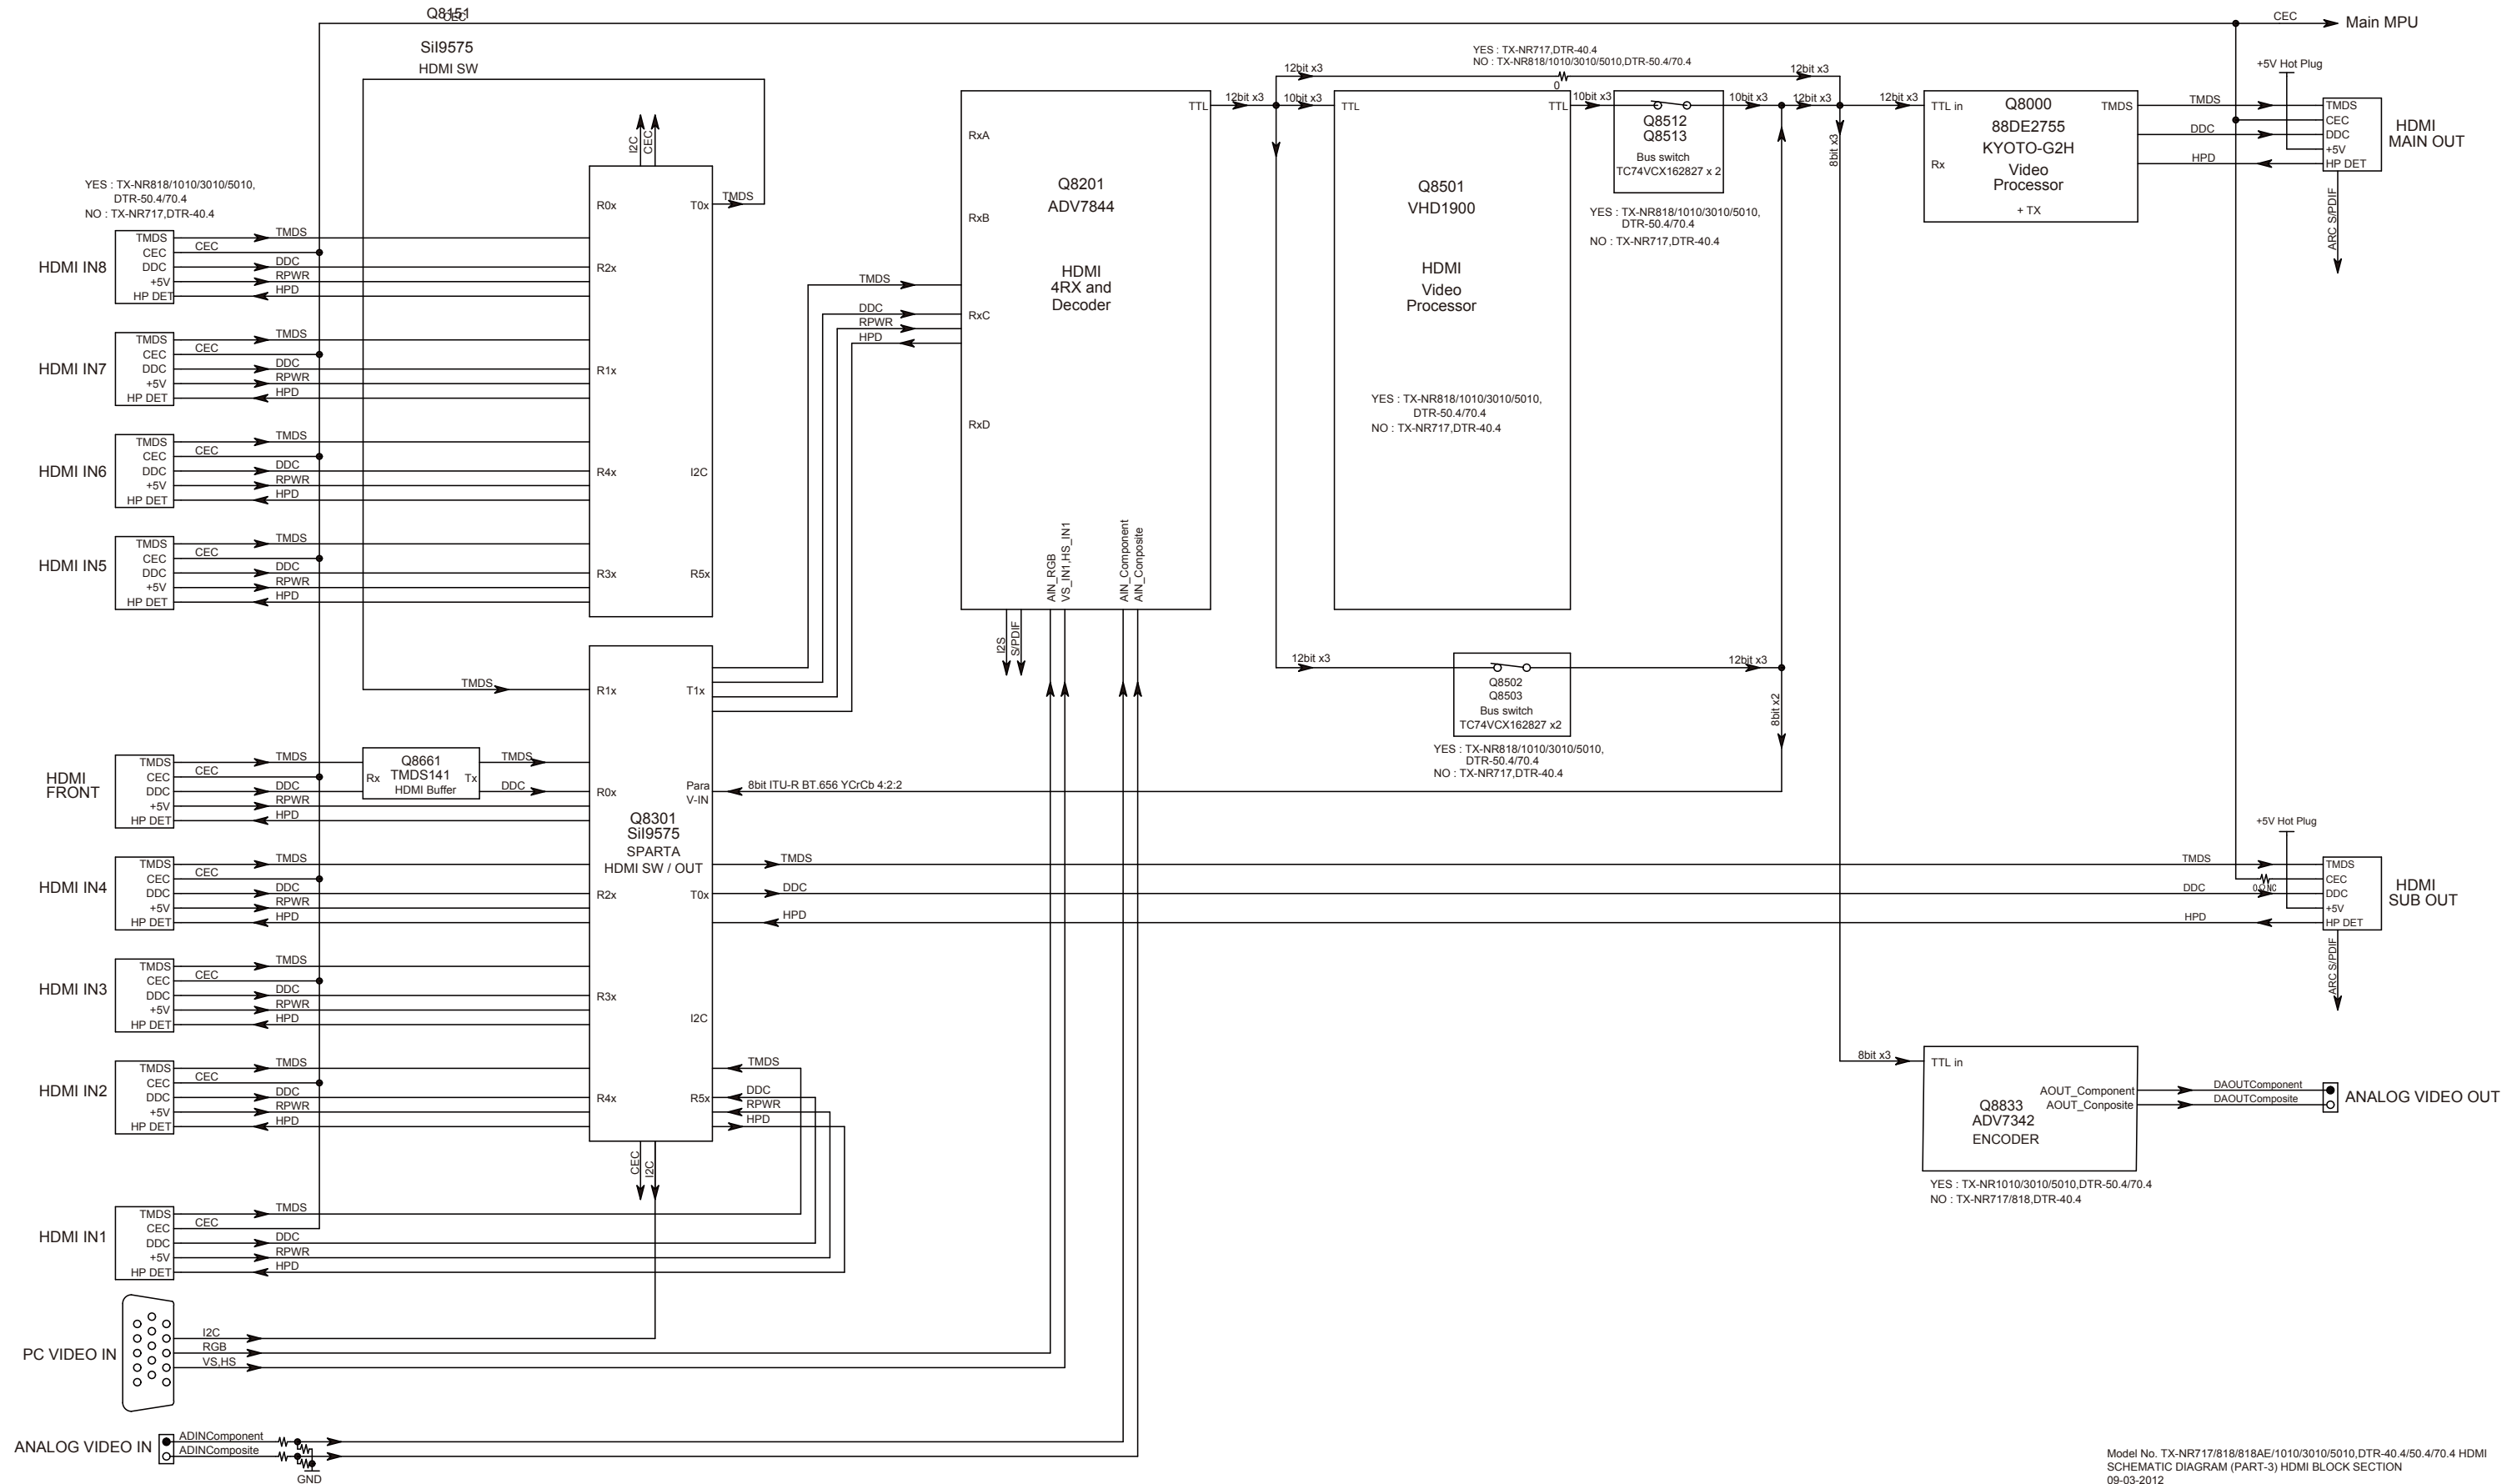 Q8151
CEC
SiI9575
HDMI SW
CEC
Main MPU
YES : TX-NR818/1010/3010/5010,
DTR-50.4/70.4
NO : TX-NR717,DTR-40.4
HDMI IN8
TMDS
CEC
DDC
+5V
HP DET
TMDS
CEC
DDC
RPWR
HPD
HDMI IN7
TMDS
CEC
DDC
+5V
HP DET
TMDS
CEC
DDC
RPWR
HPD
HDMI IN6
TMDS
CEC
DDC
+5V
HP DET
TMDS
CEC
DDC
RPWR
HPD
HDMI IN5
TMDS
CEC
DDC
+5V
HP DET
TMDS
CEC
DDC
RPWR
HPD
I2C
CEC
R0x
T0x
TMDS
R2x
R1x
R4x
I2C
R3x
R5x
HDMI
FRONT
TMDS
CEC
DDC
+5V
HP DET
TMDS
CEC
DDC
RPWR
HPD
Q8661
Rx
TMDS141
Tx
HDMI Buffer
TMDS
DDC
HDMI IN4
TMDS
CEC
DDC
+5V
HP DET
TMDS
CEC
DDC
RPWR
HPD
HDMI IN3
TMDS
CEC
DDC
+5V
HP DET
TMDS
CEC
DDC
RPWR
HPD
HDMI IN2
TMDS
CEC
DDC
+5V
HP DET
TMDS
CEC
DDC
RPWR
HPD
HDMI IN1
TMDS
CEC
DDC
+5V
HP DET
TMDS
CEC
DDC
RPWR
HPD
TMDS
R1x
T1x
R0x
Para
V-IN
Q8301
SiI9575
SPARTA
HDMI SW / OUT
R2x
T0x
R3x
I2C
R4x
R5x
CEC
I2C
TMDS
DDC
RPWR
HPD
8bit ITU-R BT.656 YCrCb 4:2:2
TMDS
DDC
HPD
TMDS
DDC
RPWR
HPD
PC VIDEO IN
I2C
RGB
VS,HS
ANALOG VIDEO IN
ADINComponent
ADINComposite
GND
TTL
RxA
Q8201
ADV7844
RxB
HDMI
4RX and
Decoder
RxC
RxD
AIN_RGB
VS_IN1,HS_IN1
AIN_Component
AIN_Conposite
I2S
S/PDIF
12bit x3
12bit x3
10bit x3
YES : TX-NR717,DTR-40.4
NO : TX-NR818/1010/3010/5010,DTR-50.4/70.4
0
12bit x3
TTL
TTL
Q8501
VHD1900
HDMI
Video
Processor
YES : TX-NR818/1010/3010/5010,
DTR-50.4/70.4
NO : TX-NR717,DTR-40.4
10bit x3
Q8512
Q8513
Bus switch
TC74VCX162827 x 2
YES : TX-NR818/1010/3010/5010,
DTR-50.4/70.4
NO : TX-NR717,DTR-40.4
10bit x3
12bit x3
12bit x3
8bit x3
12bit x3
Q8502
Q8503
Bus switch
TC74VCX162827 x2
12bit x3
YES : TX-NR818/1010/3010/5010,
DTR-50.4/70.4
NO : TX-NR717,DTR-40.4
8bit x2
TTL in
Q8000
TMDS
88DE2755
KYOTO-G2H
Rx
Video
Processor
+ TX
TMDS
DDC
HPD
+5V Hot Plug
TMDS
CEC
DDC
+5V
HP DET
HDMI
MAIN OUT
ARC S/PDIF
+5V Hot Plug
TMDS
DDC
0Ω NC
HPD
TMDS
CEC
DDC
+5V
HP DET
HDMI
SUB OUT
ARC S/PDIF
8bit x3
TTL in
AOUT_Component
AOUT_Conposite
Q8833
ADV7342
ENCODER
YES : TX-NR1010/3010/5010,DTR-50.4/70.4
NO : TX-NR717/818,DTR-40.4
DAOUTComponent
DAOUTComposite
ANALOG VIDEO OUT
Model No. TX-NR717/818/818AE/1010/3010/5010,DTR-40.4/50.4/70.4 HDMI
SCHEMATIC DIAGRAM (PART-3) HDMI BLOCK SECTION
09-03-2012